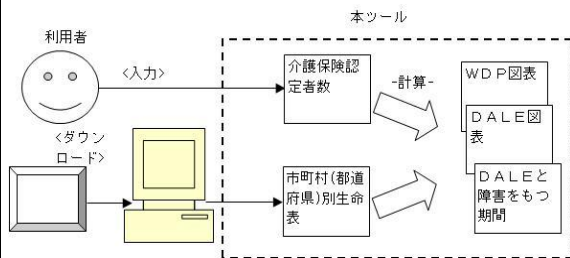 本ツール
利用者
<入力>
介護保険認
定者数
-計算-
WDP図表
DALE図
表
<ダウン
ロード>
市町村(都道
府県)別生命
表
DALEと
障害をもつ
期間